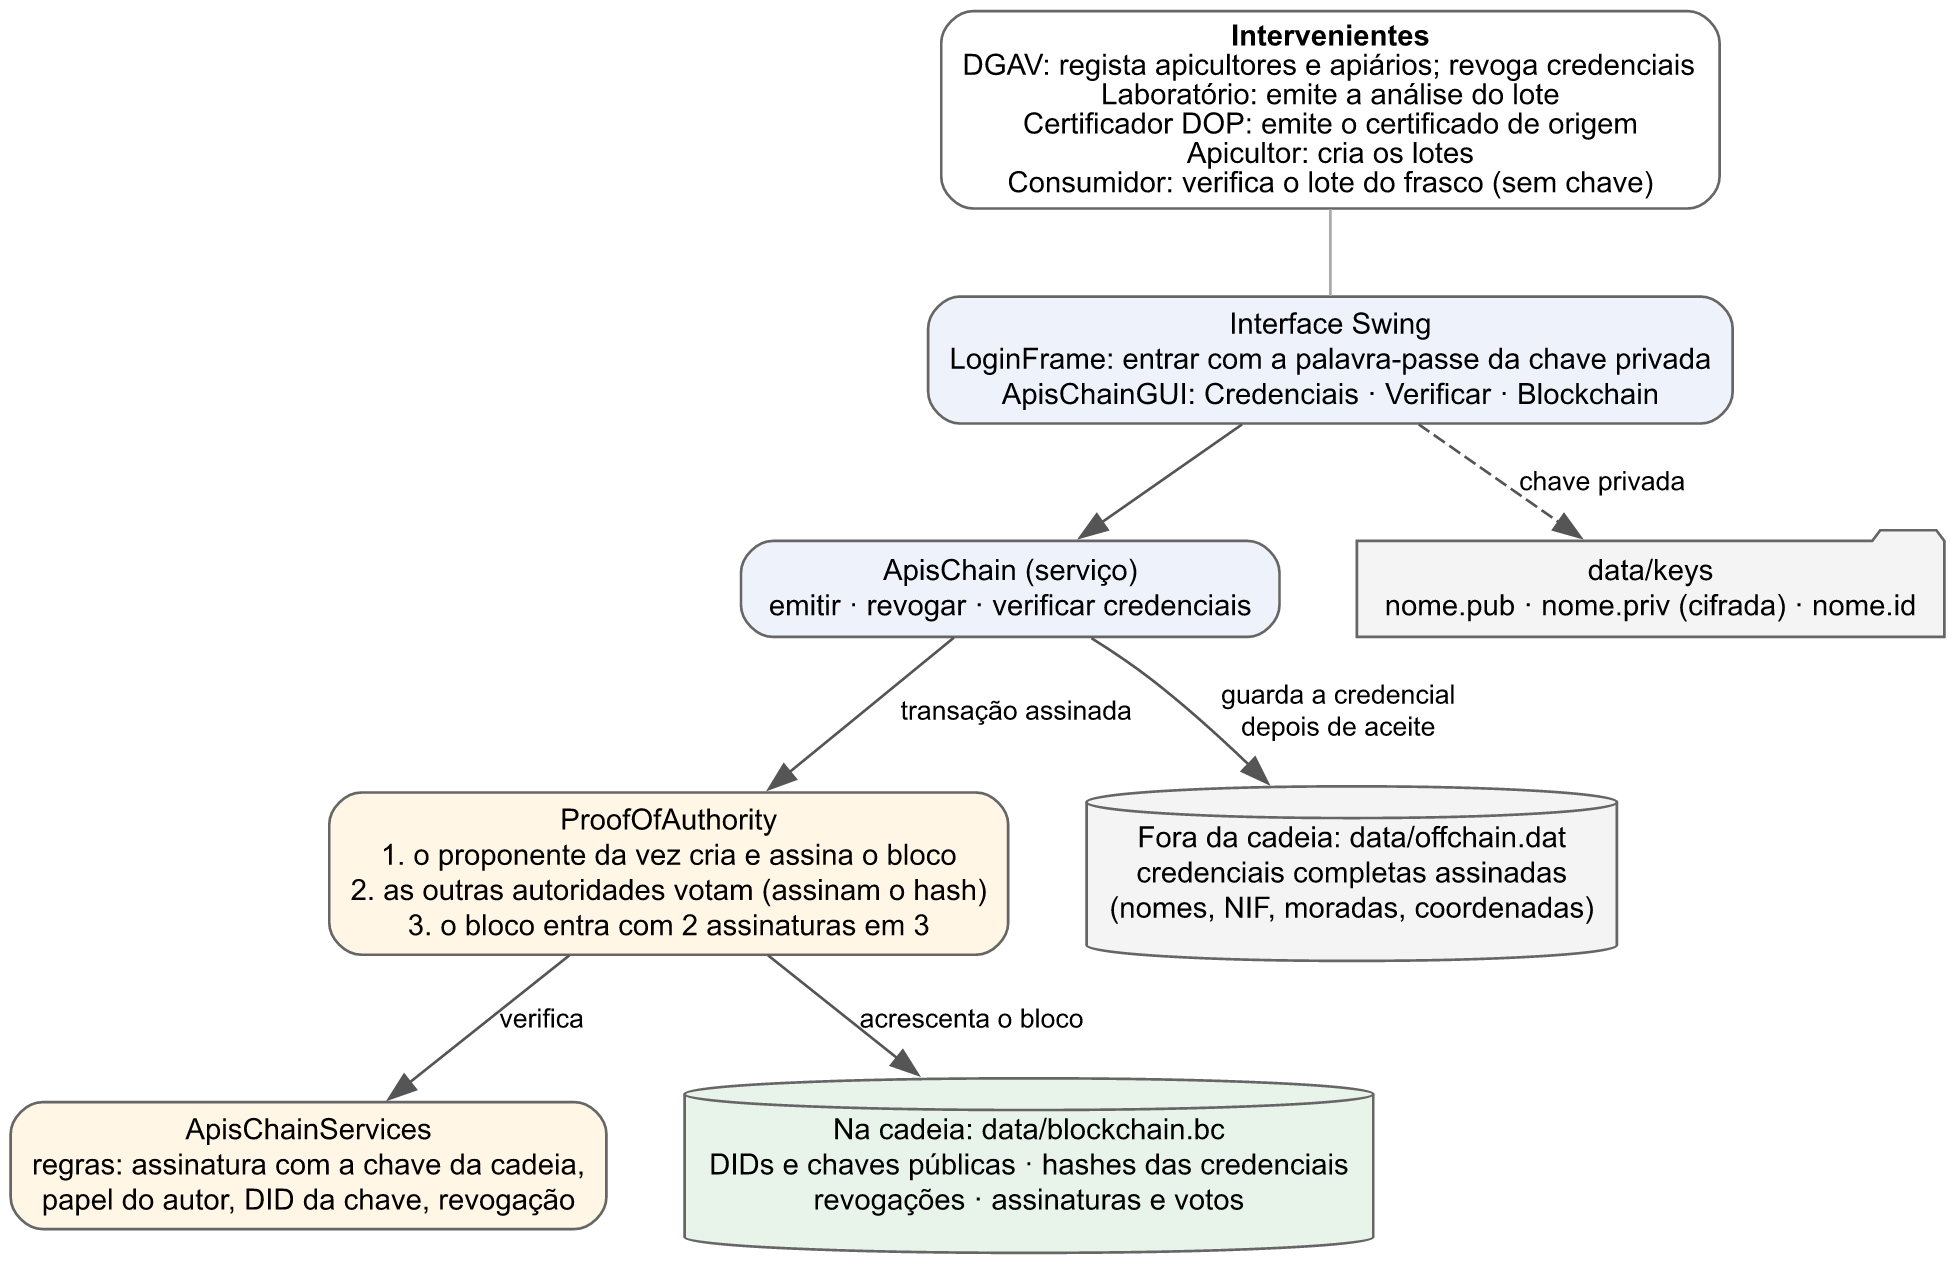 Intervenientes
DGAV: regista apicultores e apiários; revoga credenciais
Laboratório: emite a análise do lote
Certificador DOP: emite o certificado de origem
Apicultor: cria os lotes
Consumidor: verifica o lote do frasco (sem chave)
Interface Swing
LoginFrame: entrar com a palavra-passe da chave privada
ApisChainGUI: Credenciais · Verificar · Blockchain
chave privada
ApisChain (serviço)
emitir · revogar · verificar credenciais
data/keys
nome.pub · nome.priv (cifrada) · nome.id
transação assinada
guarda a credencial
depois de aceite
ProofOfAuthority
1. o proponente da vez cria e assina o bloco
2. as outras autoridades votam (assinam o hash)
3. o bloco entra com 2 assinaturas em 3
Fora da cadeia: data/offchain.dat
credenciais completas assinadas
(nomes, NIF, moradas, coordenadas)
verifica
acrescenta o bloco
ApisChainServices
regras: assinatura com a chave da cadeia,
papel do autor, DID da chave, revogação
Na cadeia: data/blockchain.bc
DIDs e chaves públicas · hashes das credenciais
revogações · assinaturas e votos